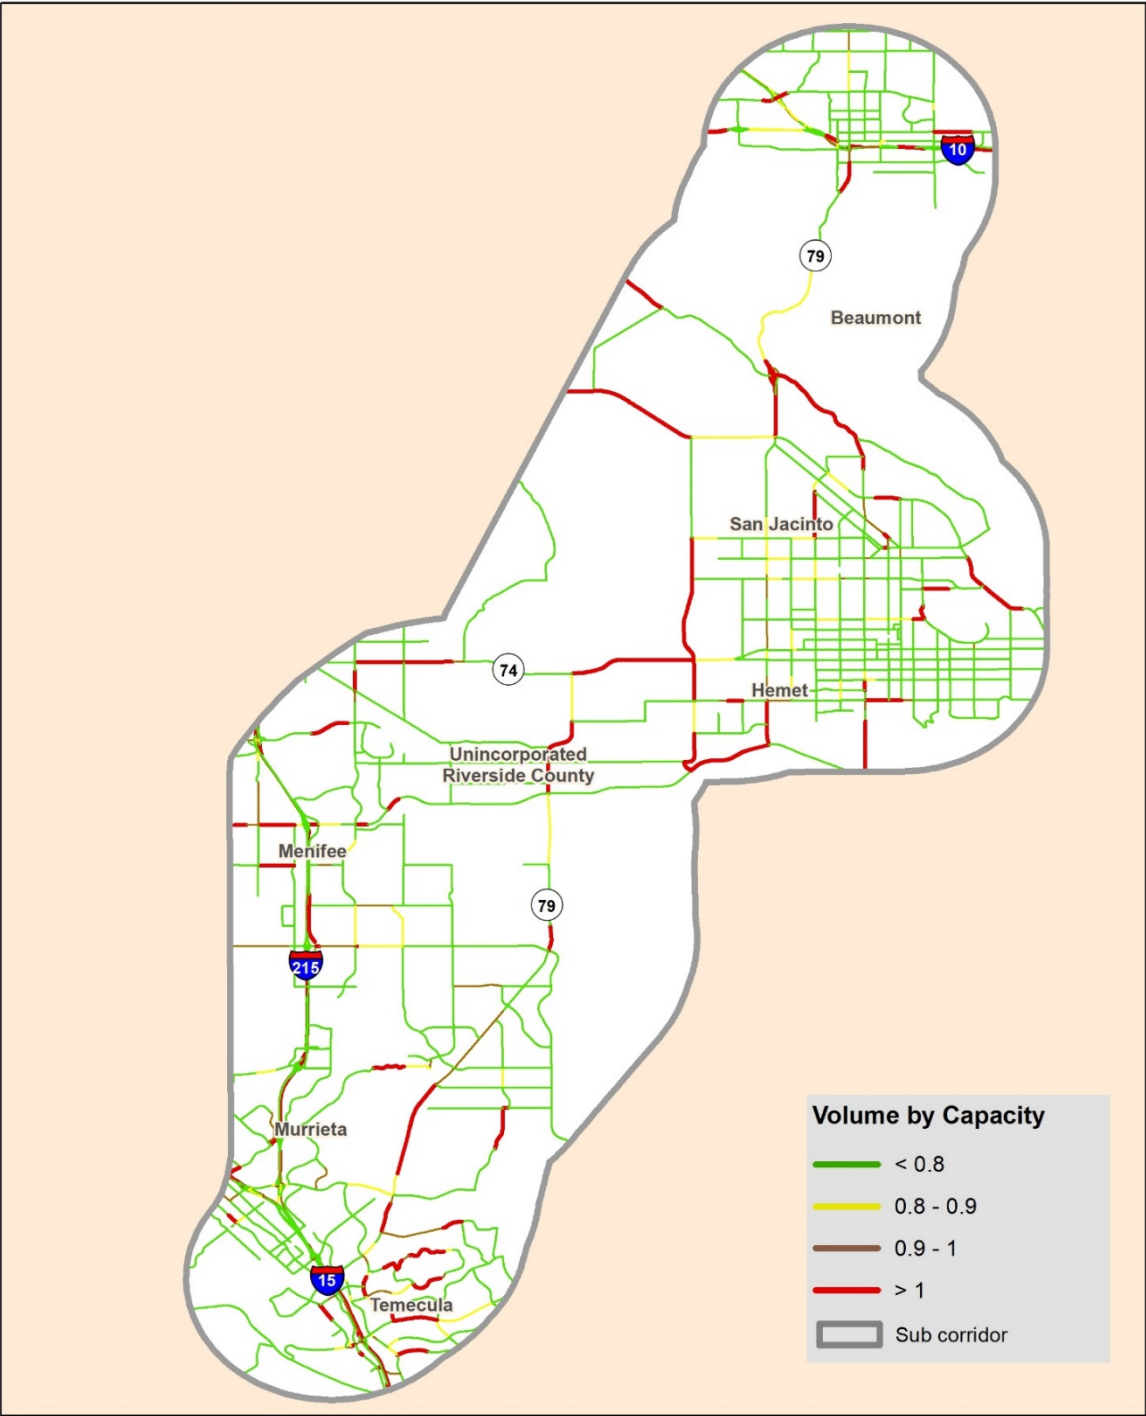 10
79
Beaumont
San Jacinto
74
Hemet
Unincorporated
Riverside County
Menifee
79
215
Murrieta
15
Temecula
Volume by Capacity
< 0.8
0.8 - 0.9
0.9 - 1
> 1
Sub corridor